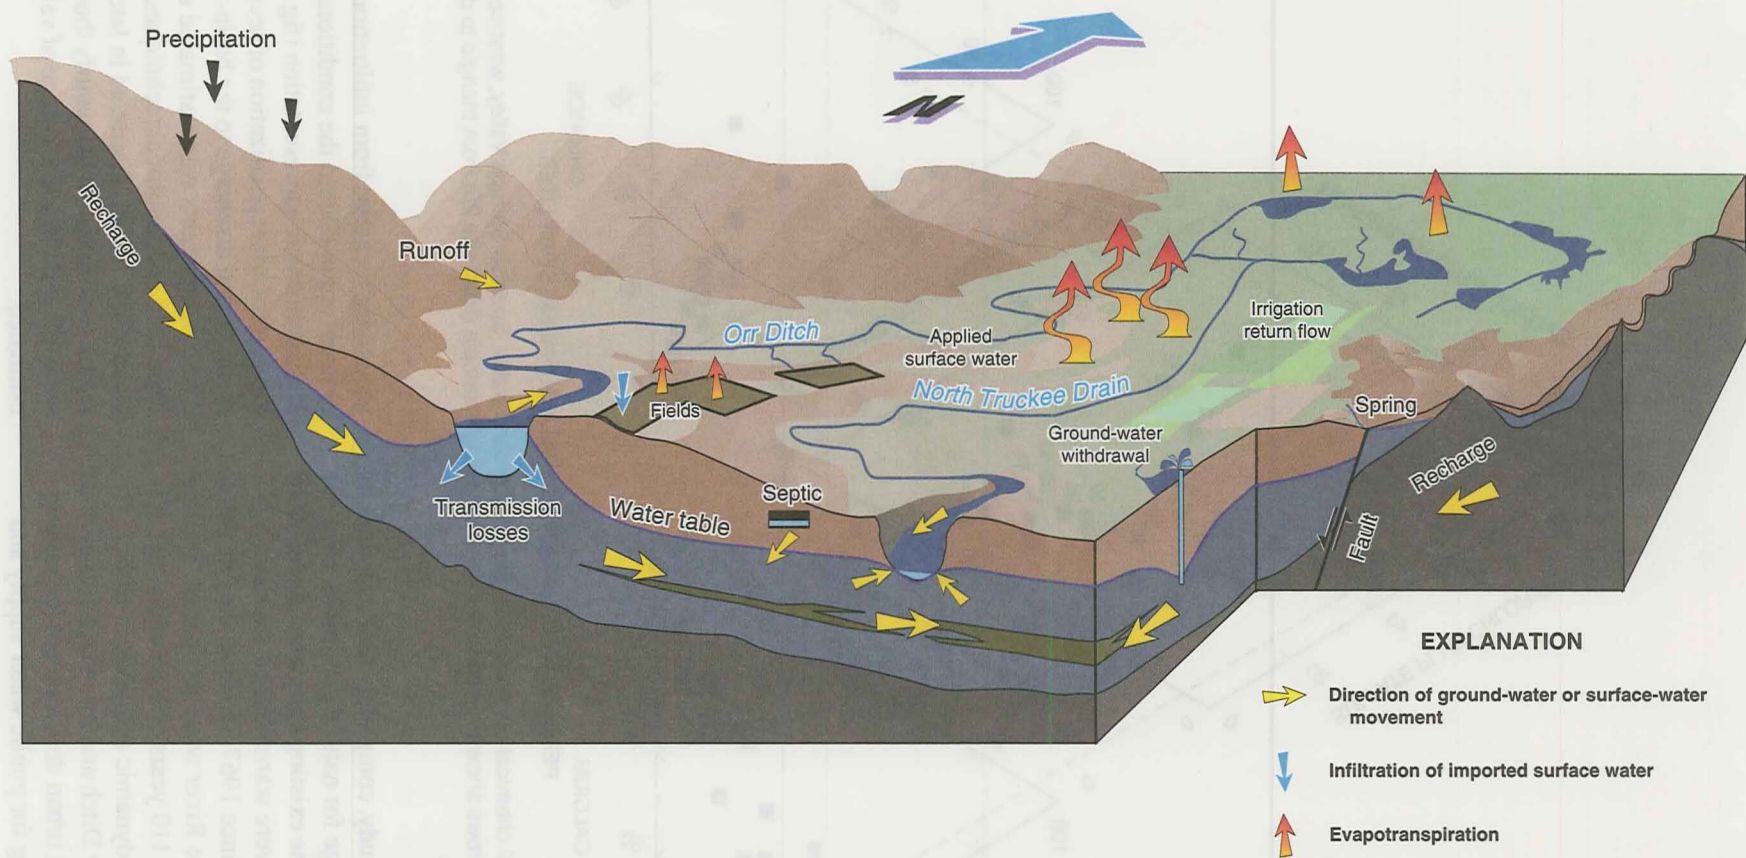 Precipitation
N
Recharge
Runoff
Orr Ditch
Applied
surface water
Irrigation
return flow
Fields
North Truckee Drain
Spring
Ground-water
withdrawal
Recharge
Transmission
losses
Water table
Septic
Fault
EXPLANATION
Direction of ground-water or surface-water
movement
Infiltration of imported surface water
Evapotranspiration